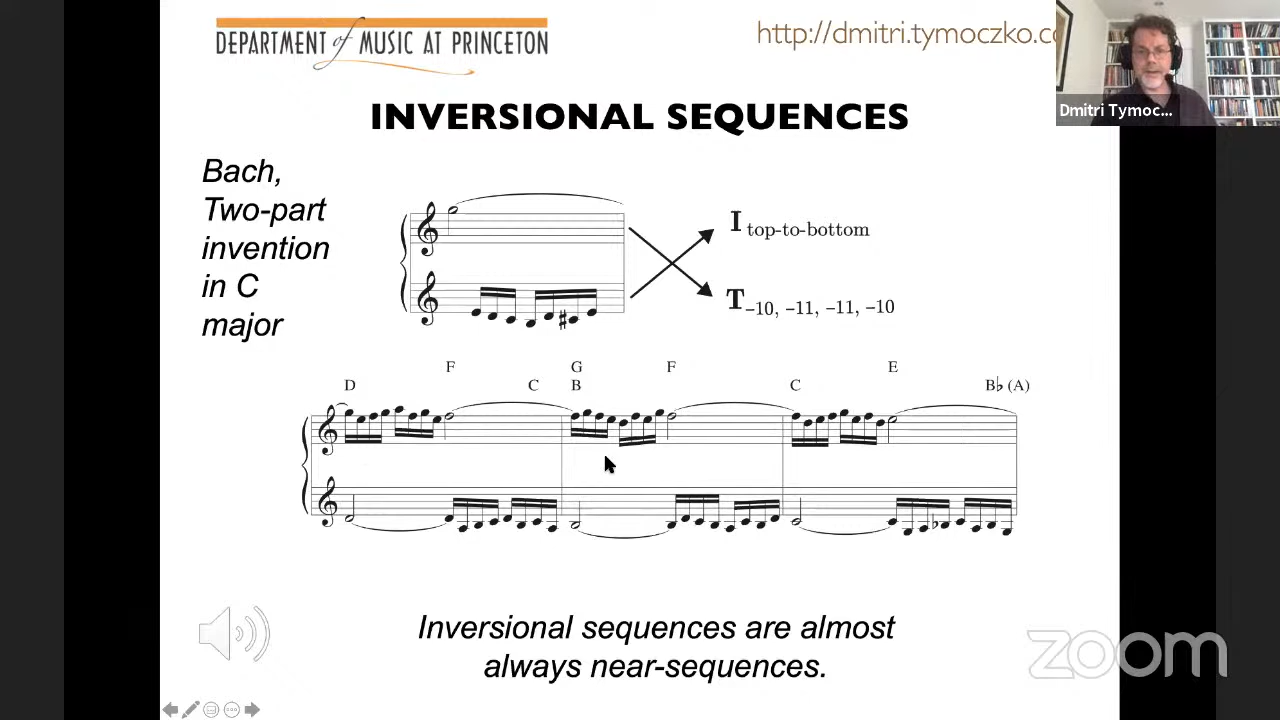 DEPARTMENT of MUSIC AT PRINCETON
http://dmitri.tymoczko.co
Dmitri Tymoc...
INVERSIONAL SEQUENCES
Bach,
Two-part
invention
in C
major
I top-to-bottom
T –10, –11, –11, –10
F G F E
D C B C B♭ (A)
Inversional sequences are almost
always near-sequences.
zoom